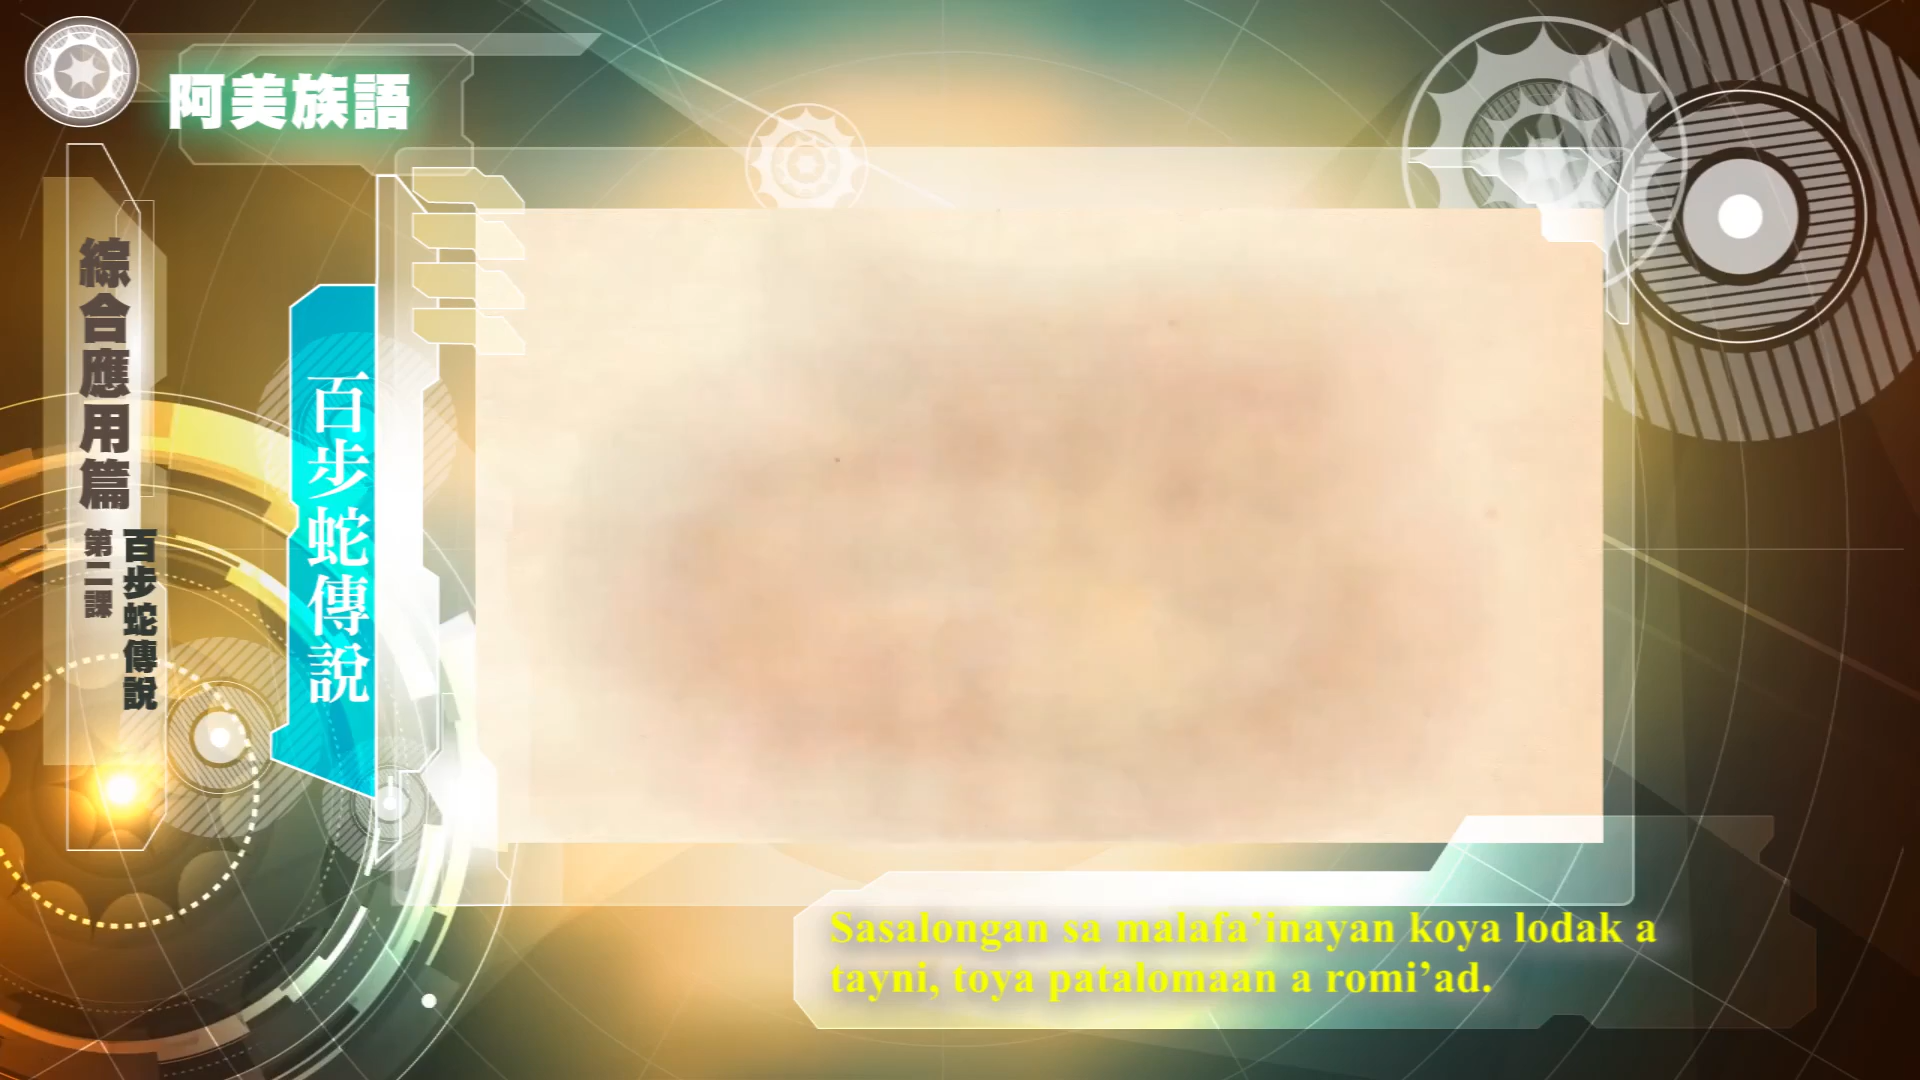 阿美族語
綜合應用篇
第二課
百步蛇傳說
百步蛇傳說
Sasalongan sa malafa’inayan koya lodak a
tayni, toya patalomaan a romi’ad.